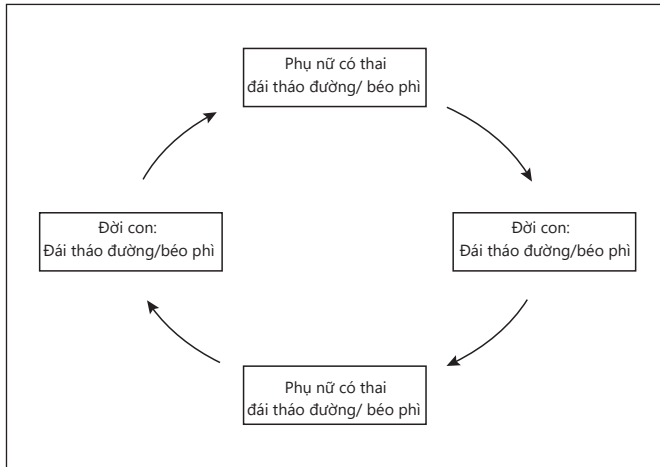 Phụ nữ có thai
đái tháo đường/ béo phì
Đời con:
Đái tháo đường/béo phì
Đời con:
Đái tháo đường/béo phì
Phụ nữ có thai
đái tháo đường/ béo phì